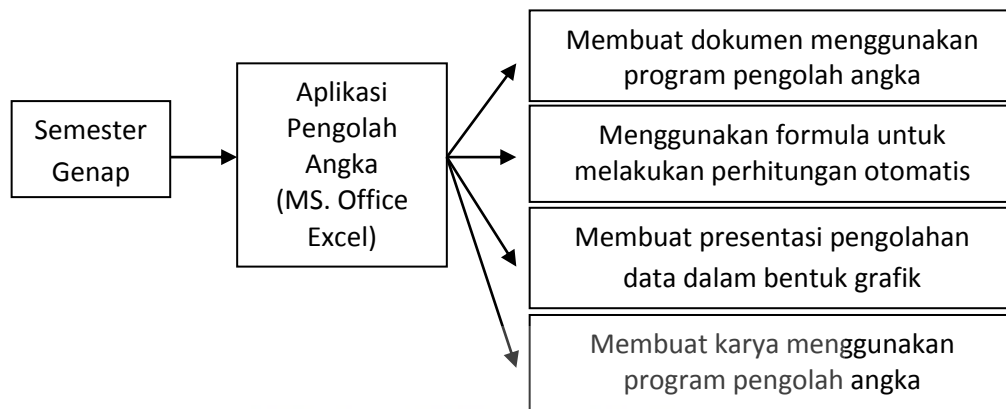 Semester
Genap
Aplikasi
Pengolah
Angka
(MS. Office
Excel)
Membuat dokumen menggunakan
program pengolah angka
Menggunakan formula untuk
melakukan perhitungan otomatis
Membuat presentasi pengolahan
data dalam bentuk grafik
Membuat karya menggunakan
program pengolah angka